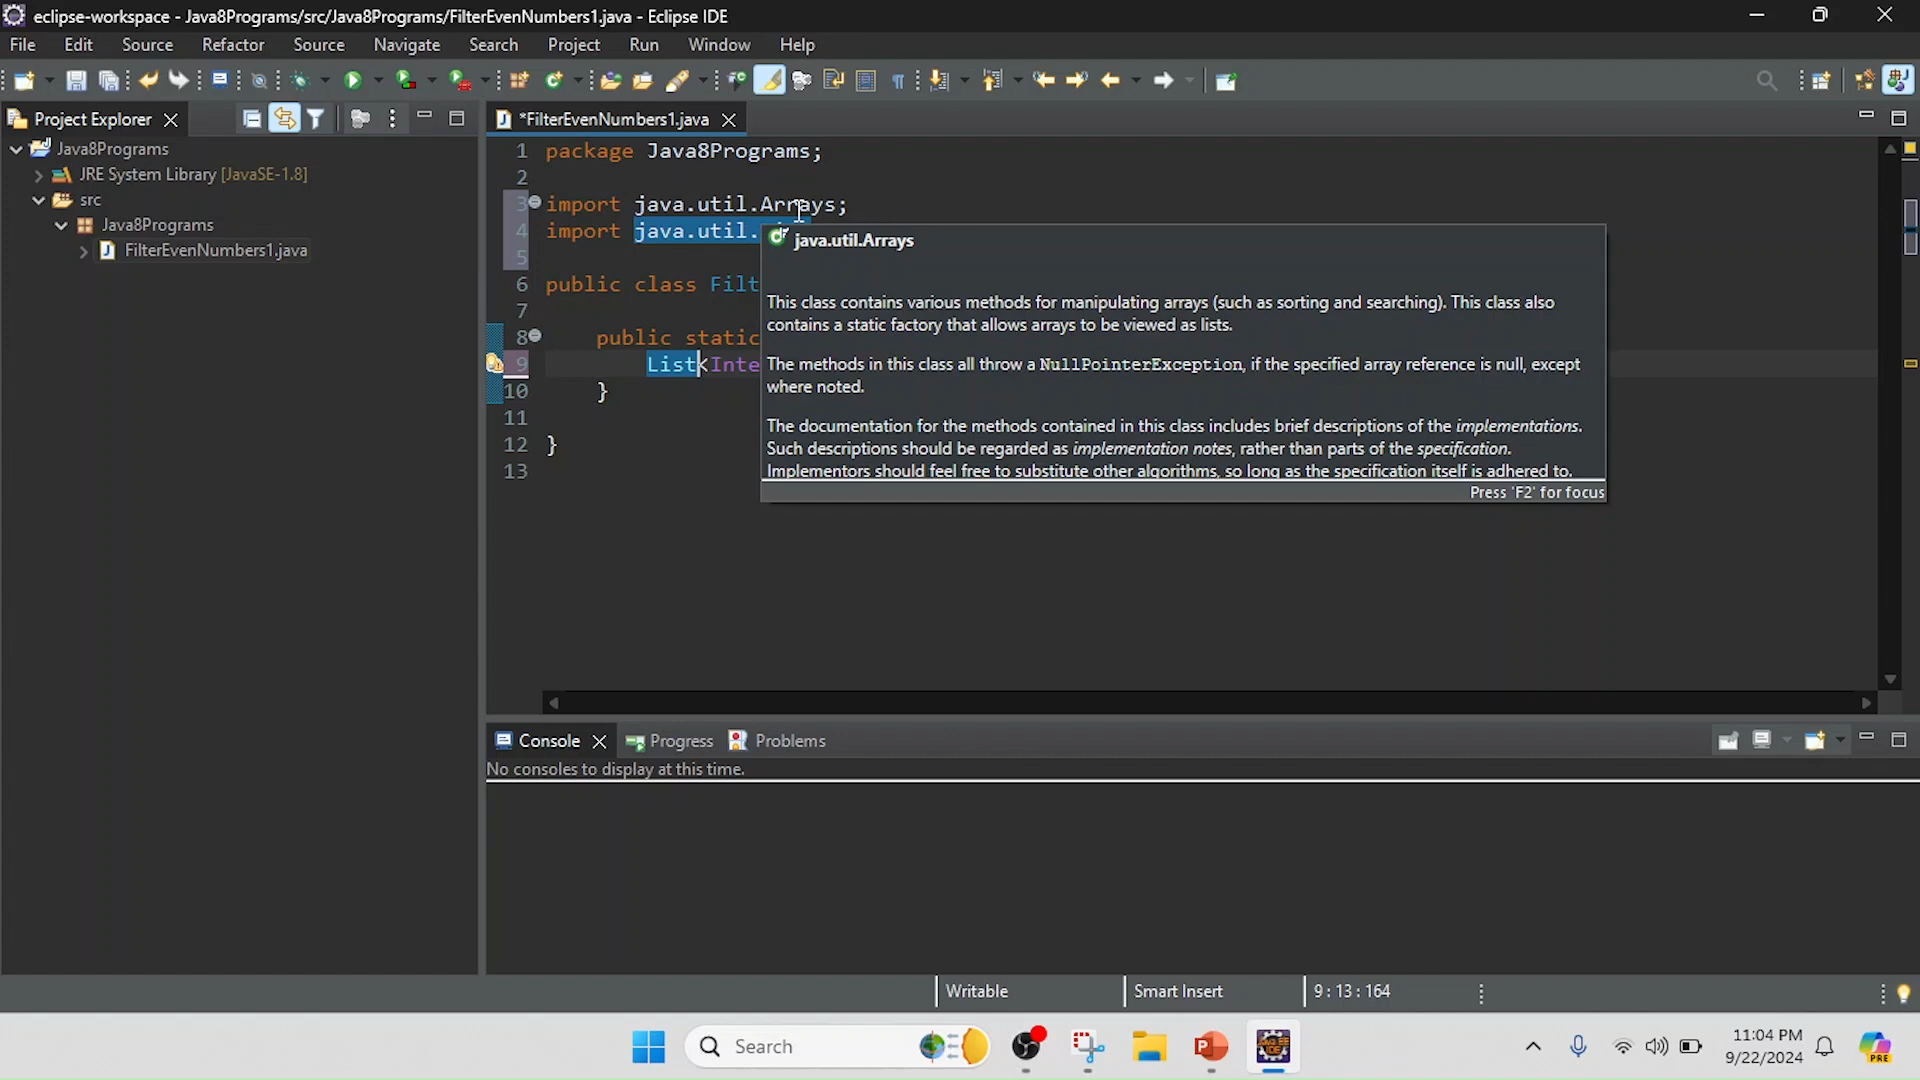 eclipse-workspace - Java8Programs/src/Java8Programs/FilterEvenNumbers1.java - Eclipse IDE
File Edit Source Refactor Source Navigate Search Project Run Window Help
Project Explorer
*FilterEvenNumbers1.java
Java8Programs
JRE System Library [JavaSE-1.8]
src
Java8Programs
FilterEvenNumbers1.java
1 package Java8Programs;
2
3 import java.util.Arrays;
4 import java.util.
5
6 public class Filt
7
8 public static
9 List<Inte
10 }
11
12 }
13
java.util.Arrays
This class contains various methods for manipulating arrays (such as sorting and searching). This class also
contains a static factory that allows arrays to be viewed as lists.
The methods in this class all throw a NullPointerException, if the specified array reference is null, except
where noted.
The documentation for the methods contained in this class includes brief descriptions of the implementations.
Such descriptions should be regarded as implementation notes, rather than parts of the specification.
Implementors should feel free to substitute other algorithms, so long as the specification itself is adhered to.
Press 'F2' for focus
Console Progress Problems
No consoles to display at this time.
Writable Smart Insert 9 : 13 : 164
Search
11:04 PM
9/22/2024
PRE